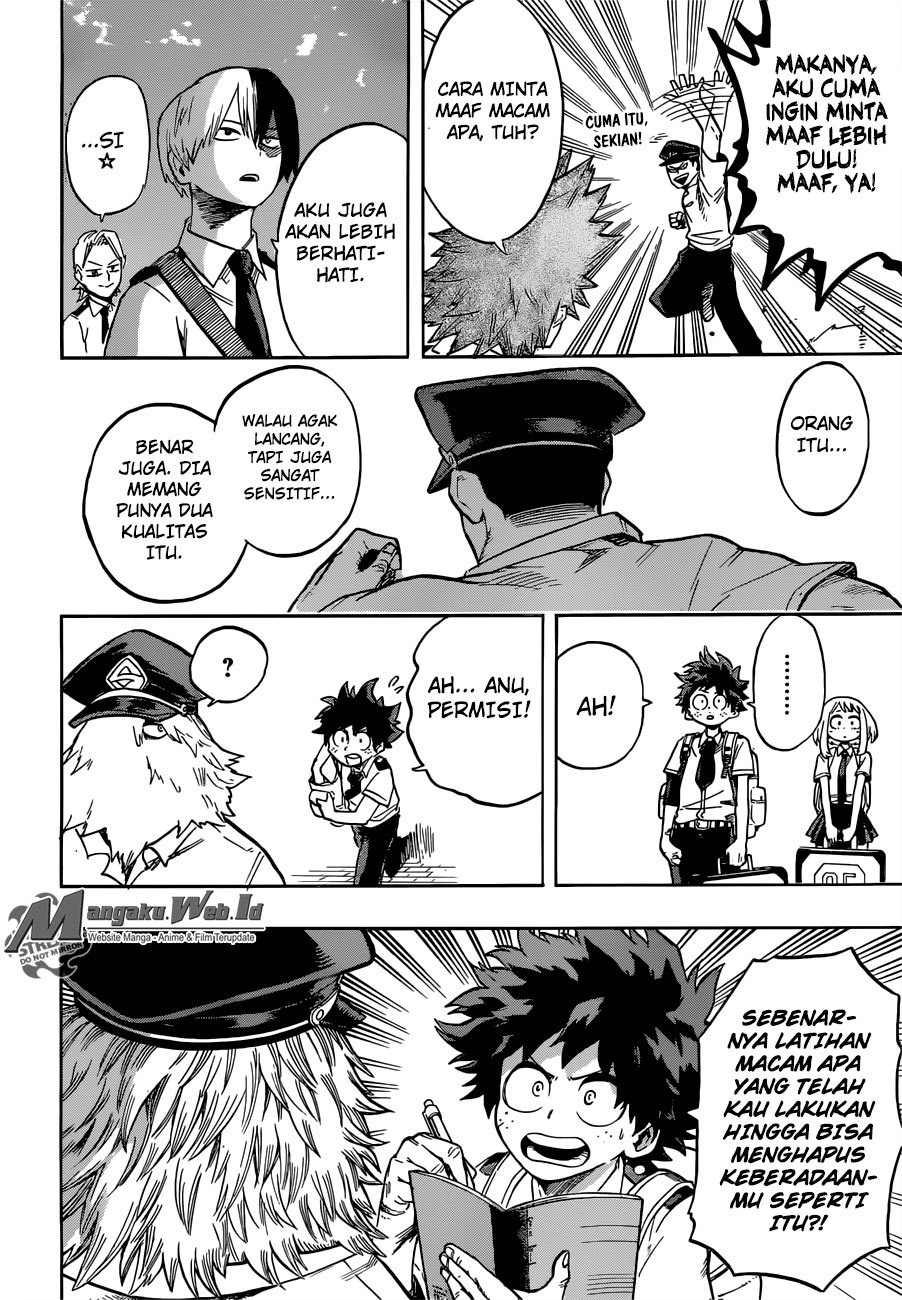 MAKANYA,
AKU CUMA
INGIN MINTA
MAAF LEBIH
DULU!
MAAF, YA!
CUMA ITU,
SEKIAN!
CARA MINTA
MAAF MACAM
APA, TUH?
AKU JUGA
AKAN LEBIH
BERHATI-
HATI.
...SI
☆
ORANG
ITU...
WALAU AGAK
LANCANG,
TAPI JUGA
SANGAT
SENSITIF...
BENAR
JUGA. DIA
MEMANG
PUNYA DUA
KUALITAS
ITU.
........
AH!
AH... ANU,
PERMISI!
?
SEBENAR-
NYA LATIHAN
MACAM APA
YANG TELAH
KAU LAKUKAN
HINGGA BISA
MENGHAPUS
KEBERADAAN-
MU SEPERTI
ITU?!
Mangaku.Web.Id
Website Manga - Anime & Film Terupdate
DO NOT MIRROR